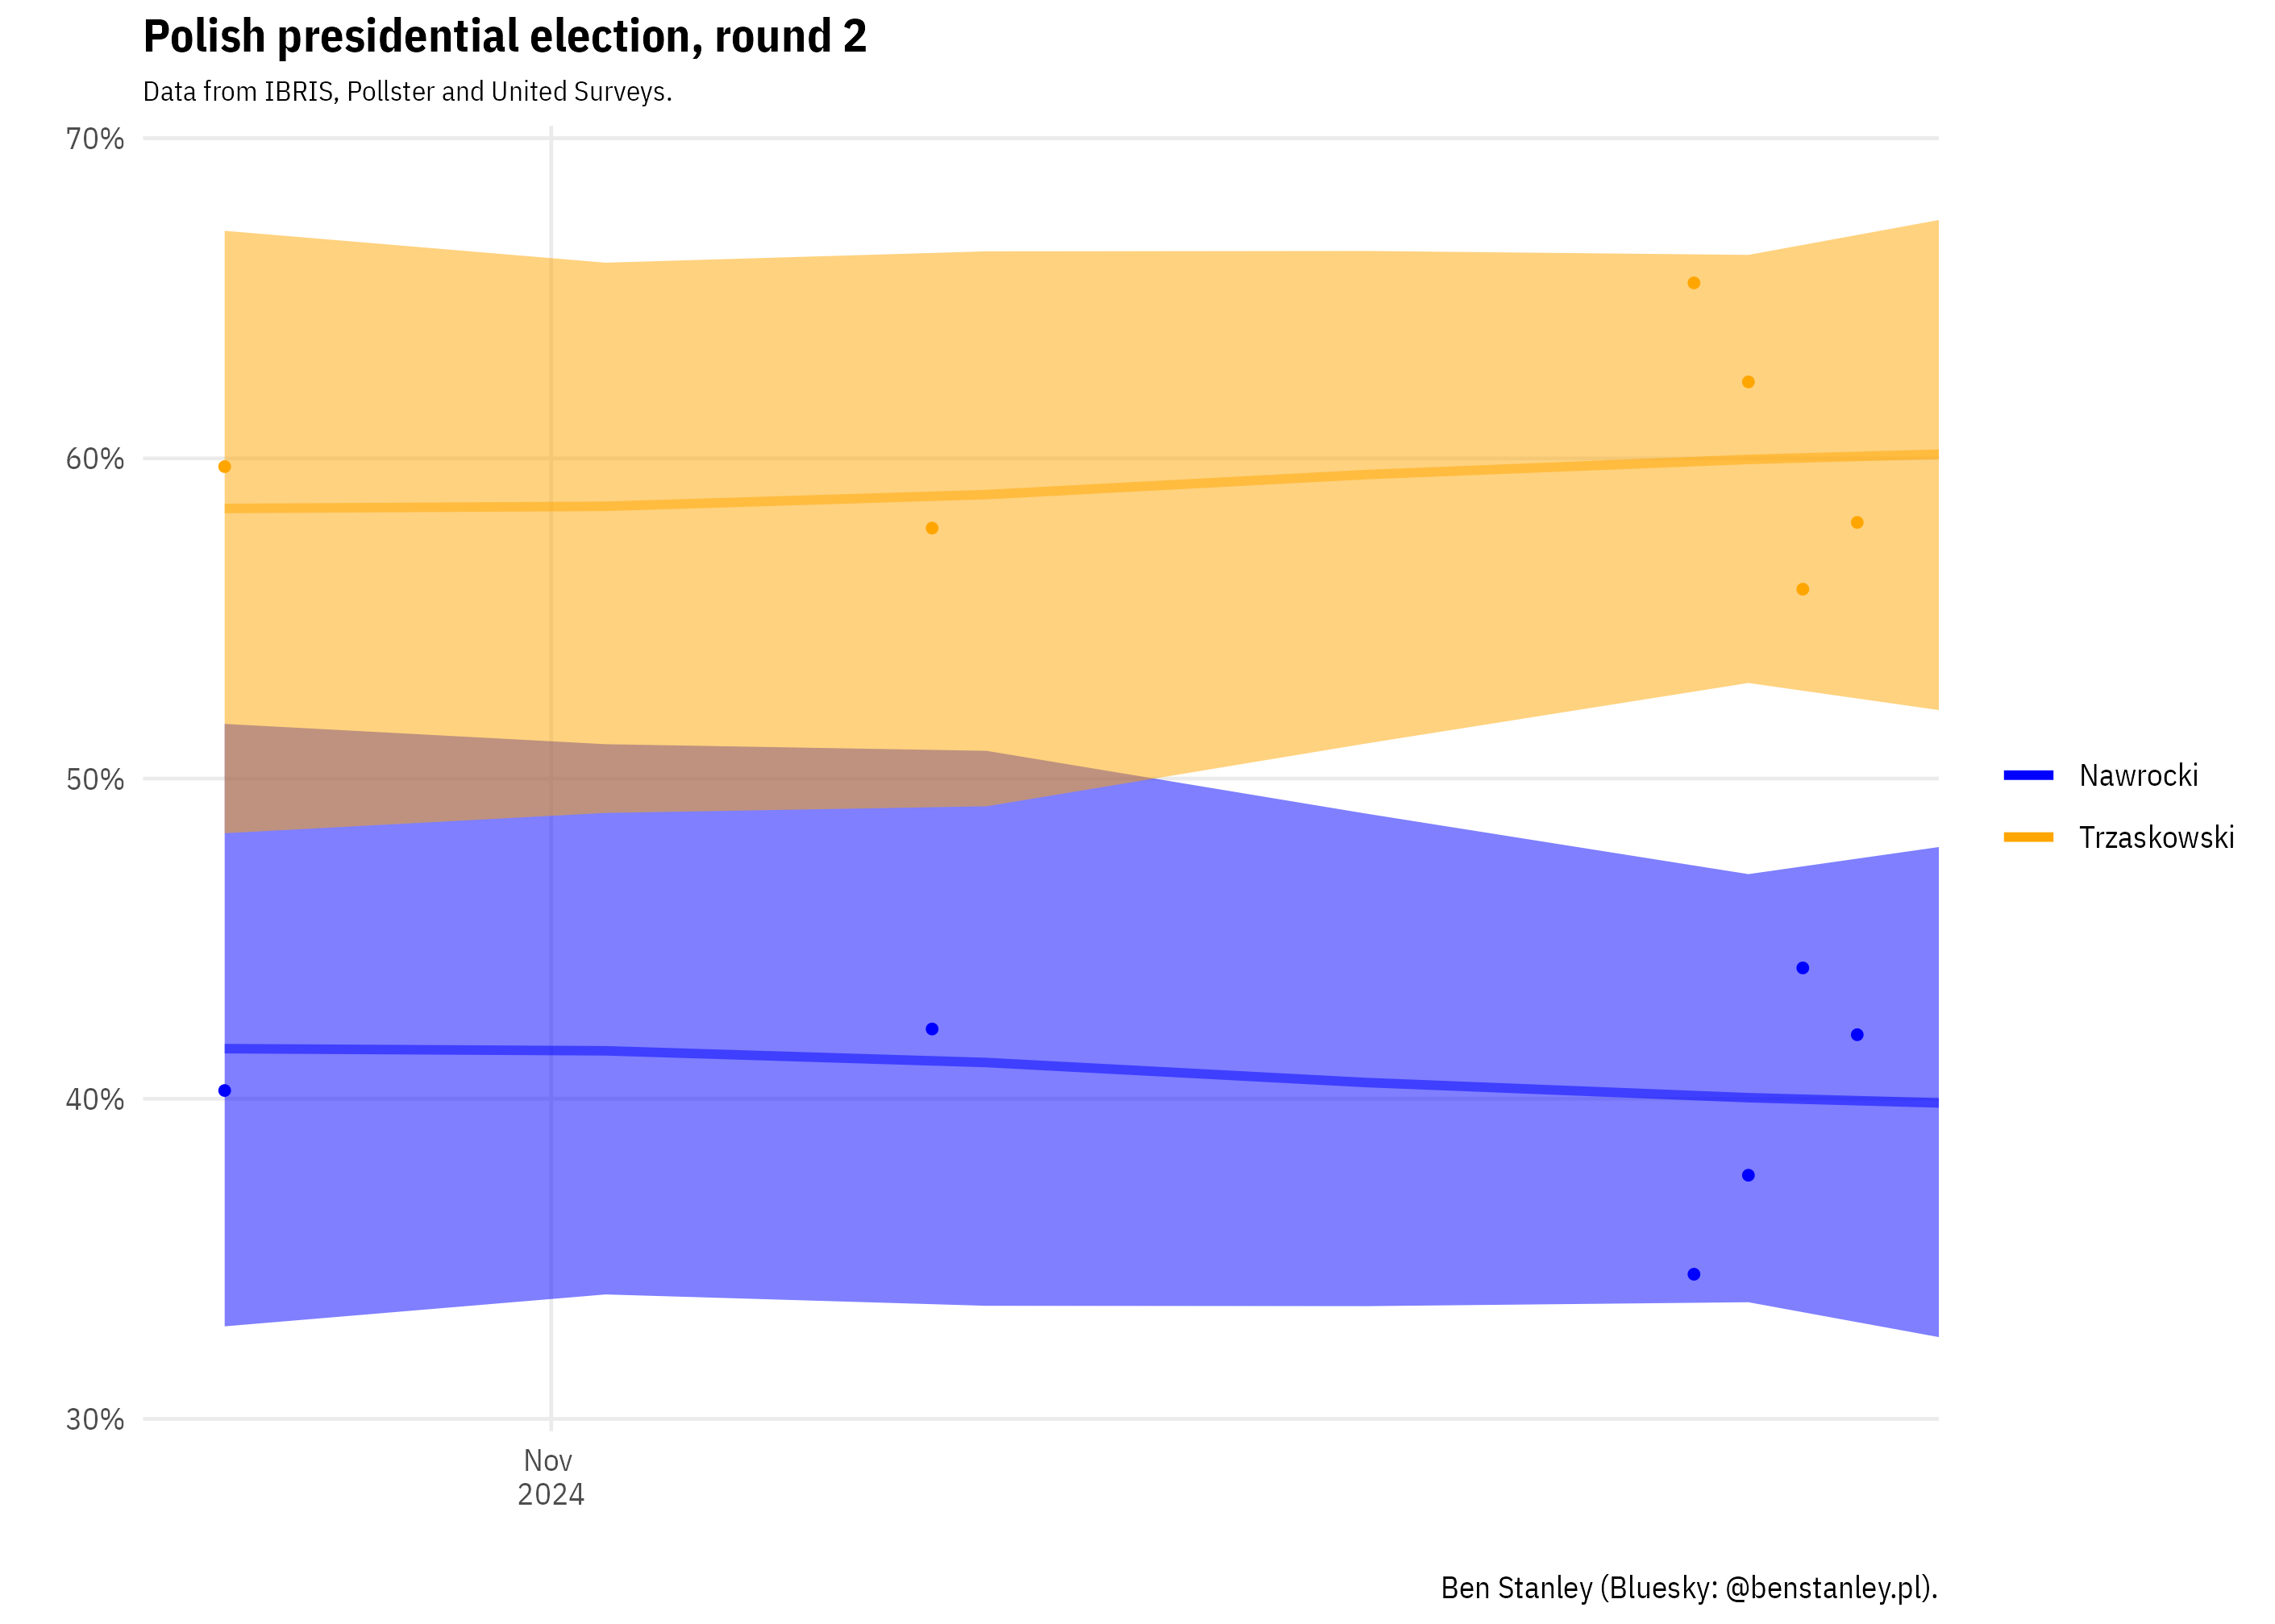 Polish presidential election, round 2
Data from IBRIS, Pollster and United Surveys.
70%
60%
50%
40%
30%
Nov
2024
Nawrocki
Trzaskowski
Ben Stanley (Bluesky: @benstanley.pl).